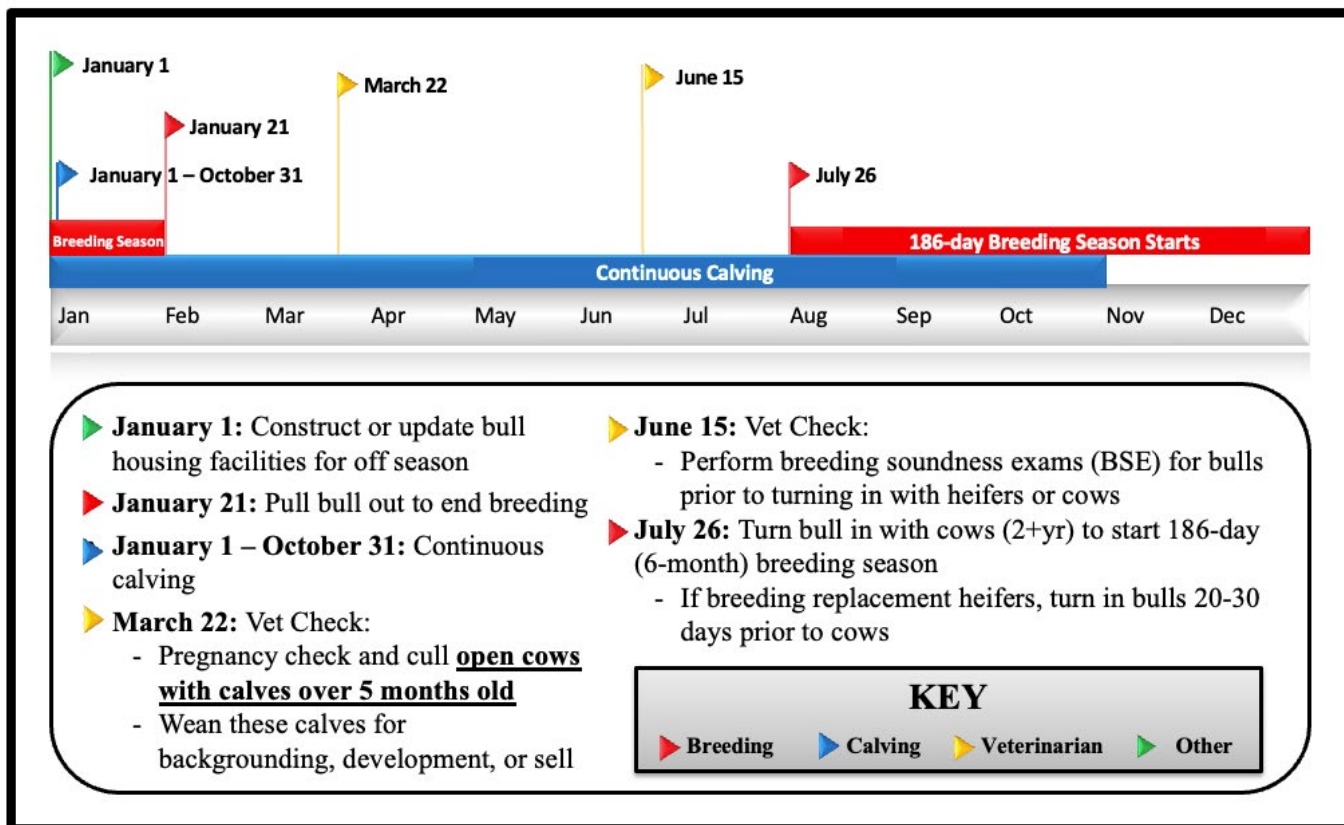 January 1
March 22
June 15
January 21
January 1 – October 31
July 26
Breeding Season
186-day Breeding Season Starts
Continuous Calving
Jan Feb Mar Apr May Jun Jul Aug Sep Oct Nov Dec
January 1: Construct or update bull
housing facilities for off season
January 21: Pull bull out to end breeding
January 1 – October 31: Continuous
calving
March 22: Vet Check:
- Pregnancy check and cull open cows
with calves over 5 months old
- Wean these calves for
backgrounding, development, or sell
June 15: Vet Check:
- Perform breeding soundness exams (BSE) for bulls
prior to turning in with heifers or cows
July 26: Turn bull in with cows (2+yr) to start 186-day
(6-month) breeding season
- If breeding replacement heifers, turn in bulls 20-30
days prior to cows
KEY
Breeding Calving Veterinarian Other